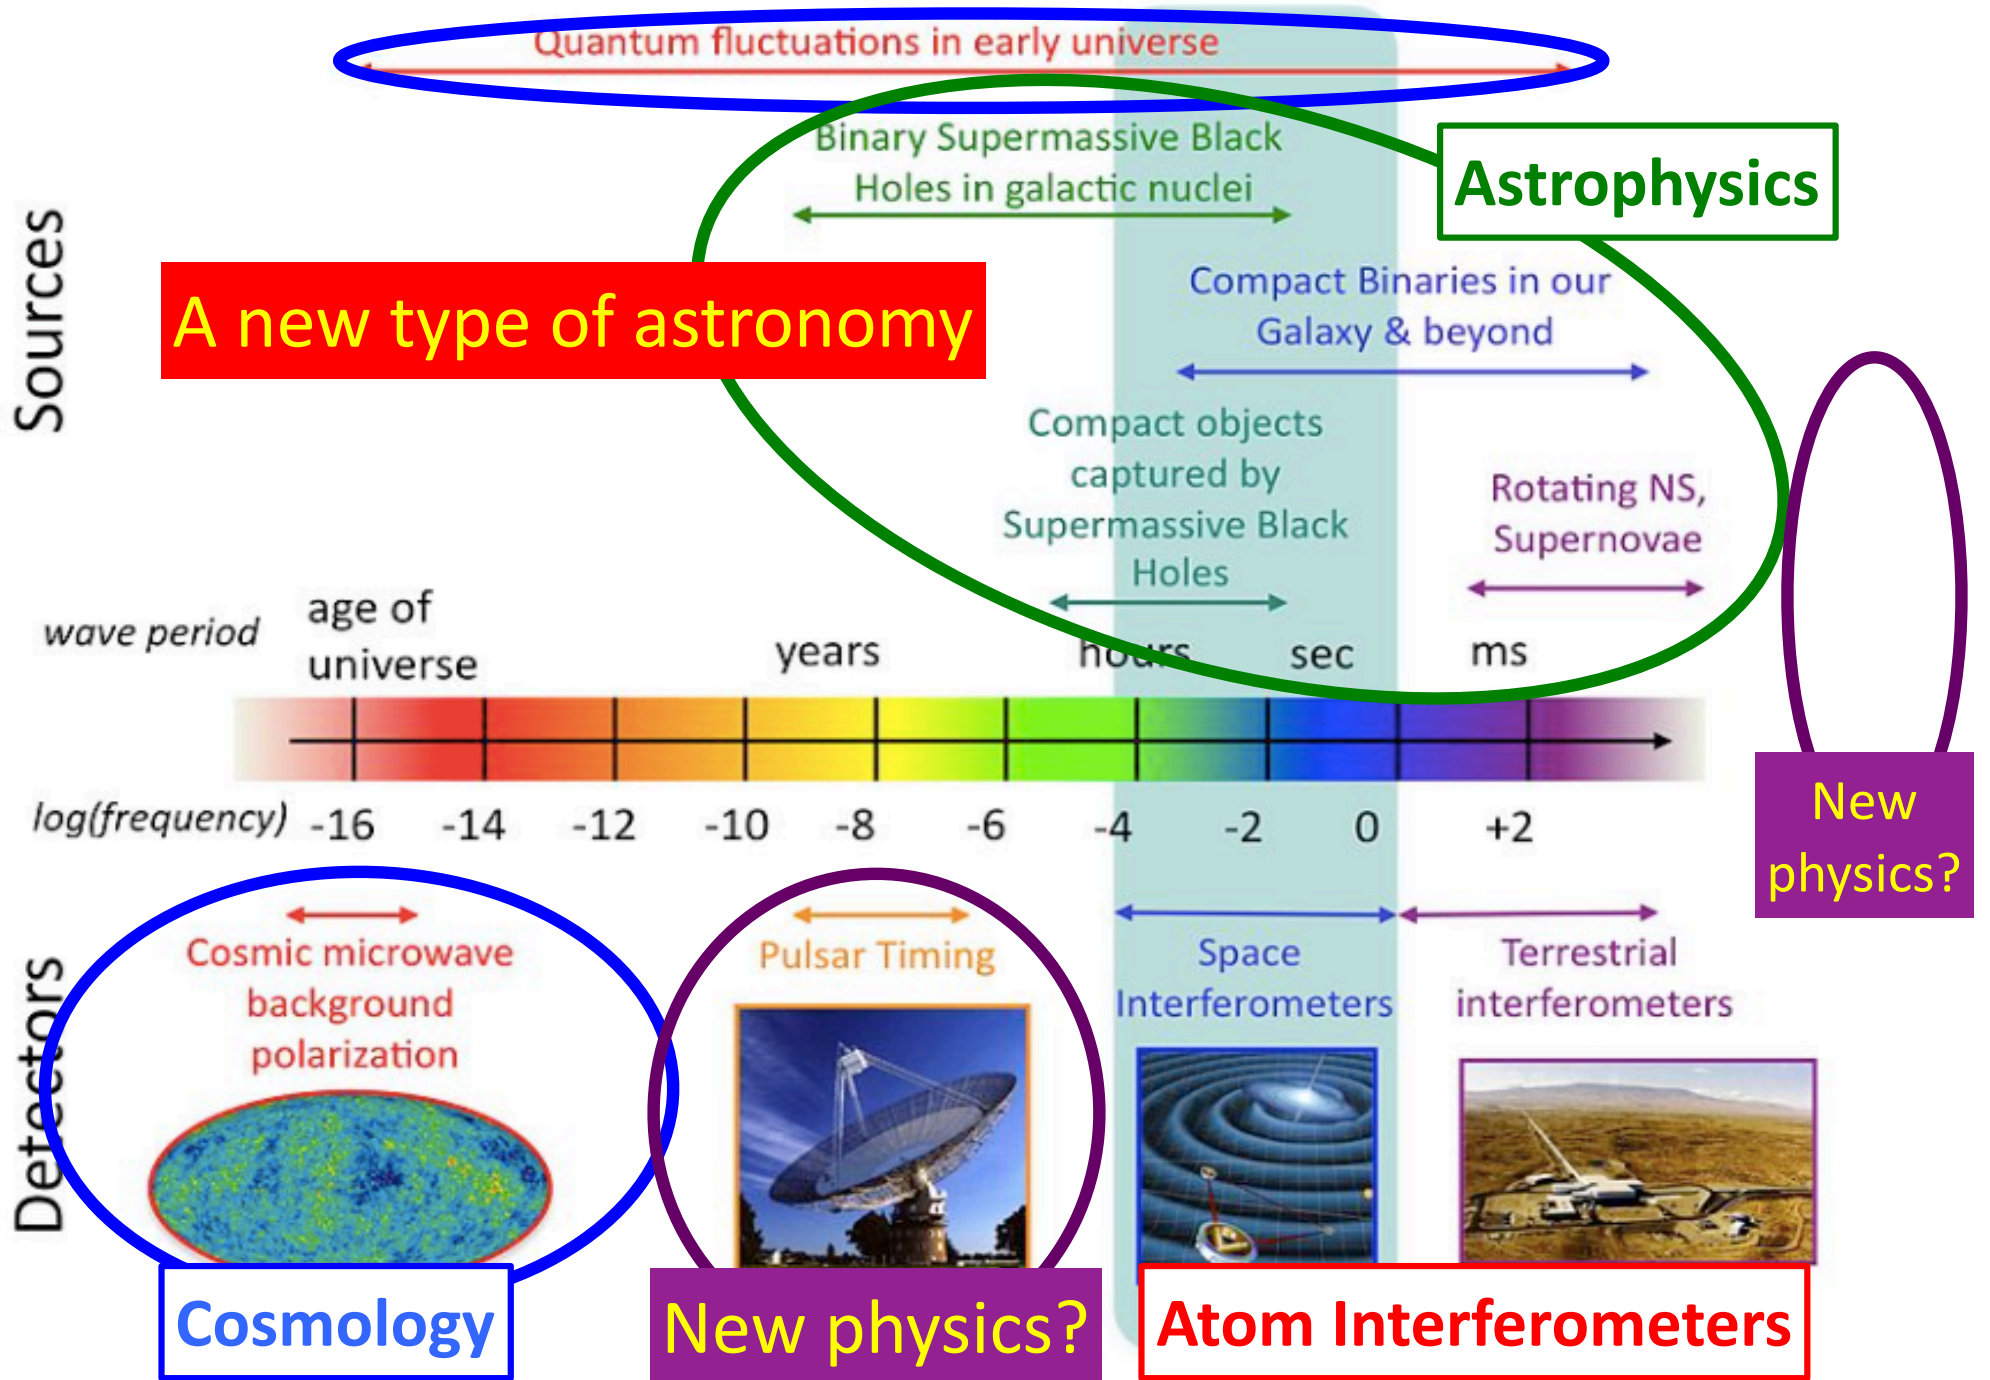 Quantum fluctuations in early universe
Binary Supermassive Black
Holes in galactic nuclei
Astrophysics
Sources
A new type of astronomy
Compact Binaries in our
Galaxy & beyond
Compact objects
captured by
Supermassive Black
Holes
Rotating NS,
Supernovae
wave period
age of
universe
years
hours
sec
ms
log(frequency)
-16 -14 -12 -10 -8 -6 -4 -2 0 +2
New
physics?
Detectors
Cosmic microwave
background
polarization
Pulsar Timing
Space
Interferometers
Terrestrial
interferometers
Cosmology
New physics?
Atom Interferometers